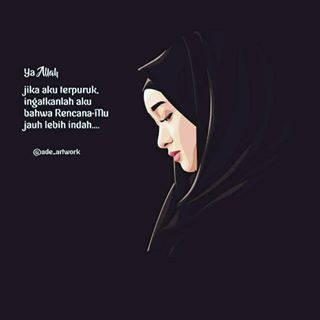 Ya Allah
jika aku terpuruk,
ingatkanlah aku
bahwa Rencana-Mu
jauh lebih indah....
@ade_artwork